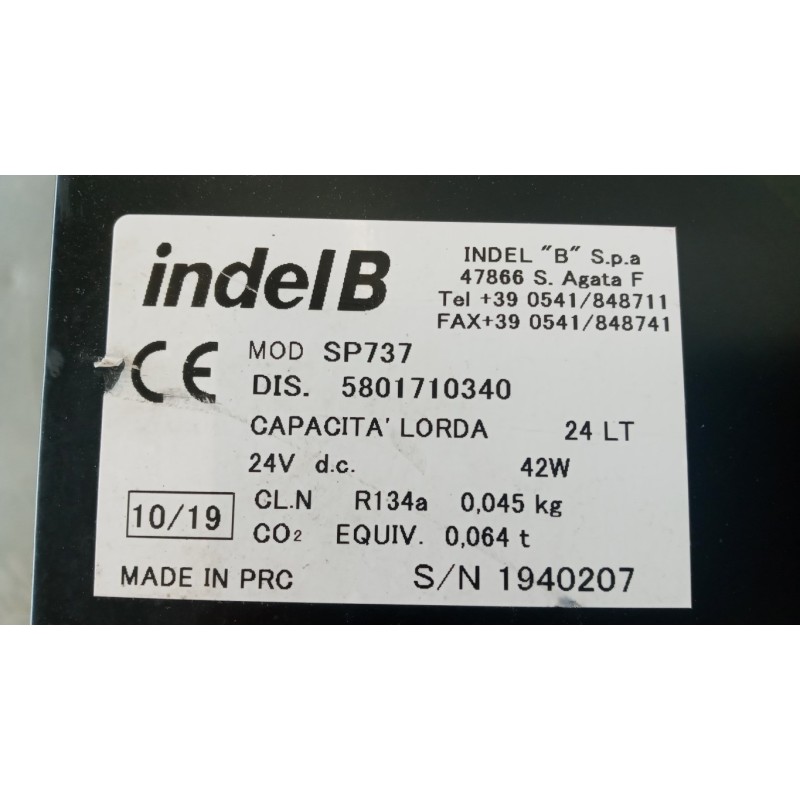 indelB
INDEL "B" S.p.a
47866 S. Agata F
Tel +39 0541/848711
FAX+39 0541/848741
CE
MOD SP737
DIS. 5801710340
CAPACITA' LORDA 24 LT
24V d.c. 42W
10/19
CL.N R134a 0,045 kg
CO2 EQUIV. 0,064 t
MADE IN PRC S/N 1940207